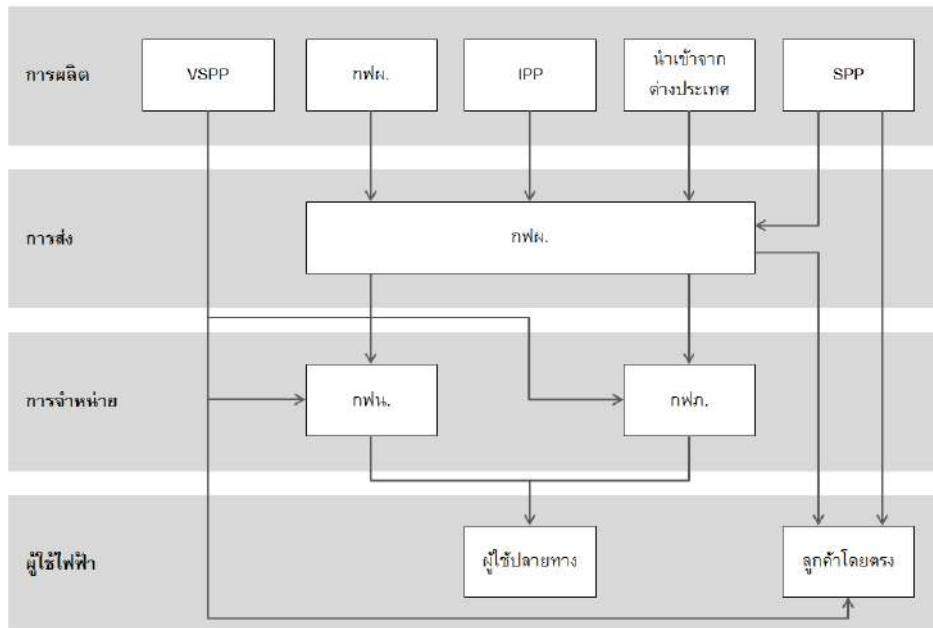 การผลิต
VSPP
กฟผ.
IPP
นำเข้าจาก
ต่างประเทศ
SPP
การส่ง
กฟผ.
การจำหน่าย
กฟน.
กฟภ.
ผู้ใช้ไฟฟ้า
ผู้ใช้ปลายทาง
ลูกค้าโดยตรง